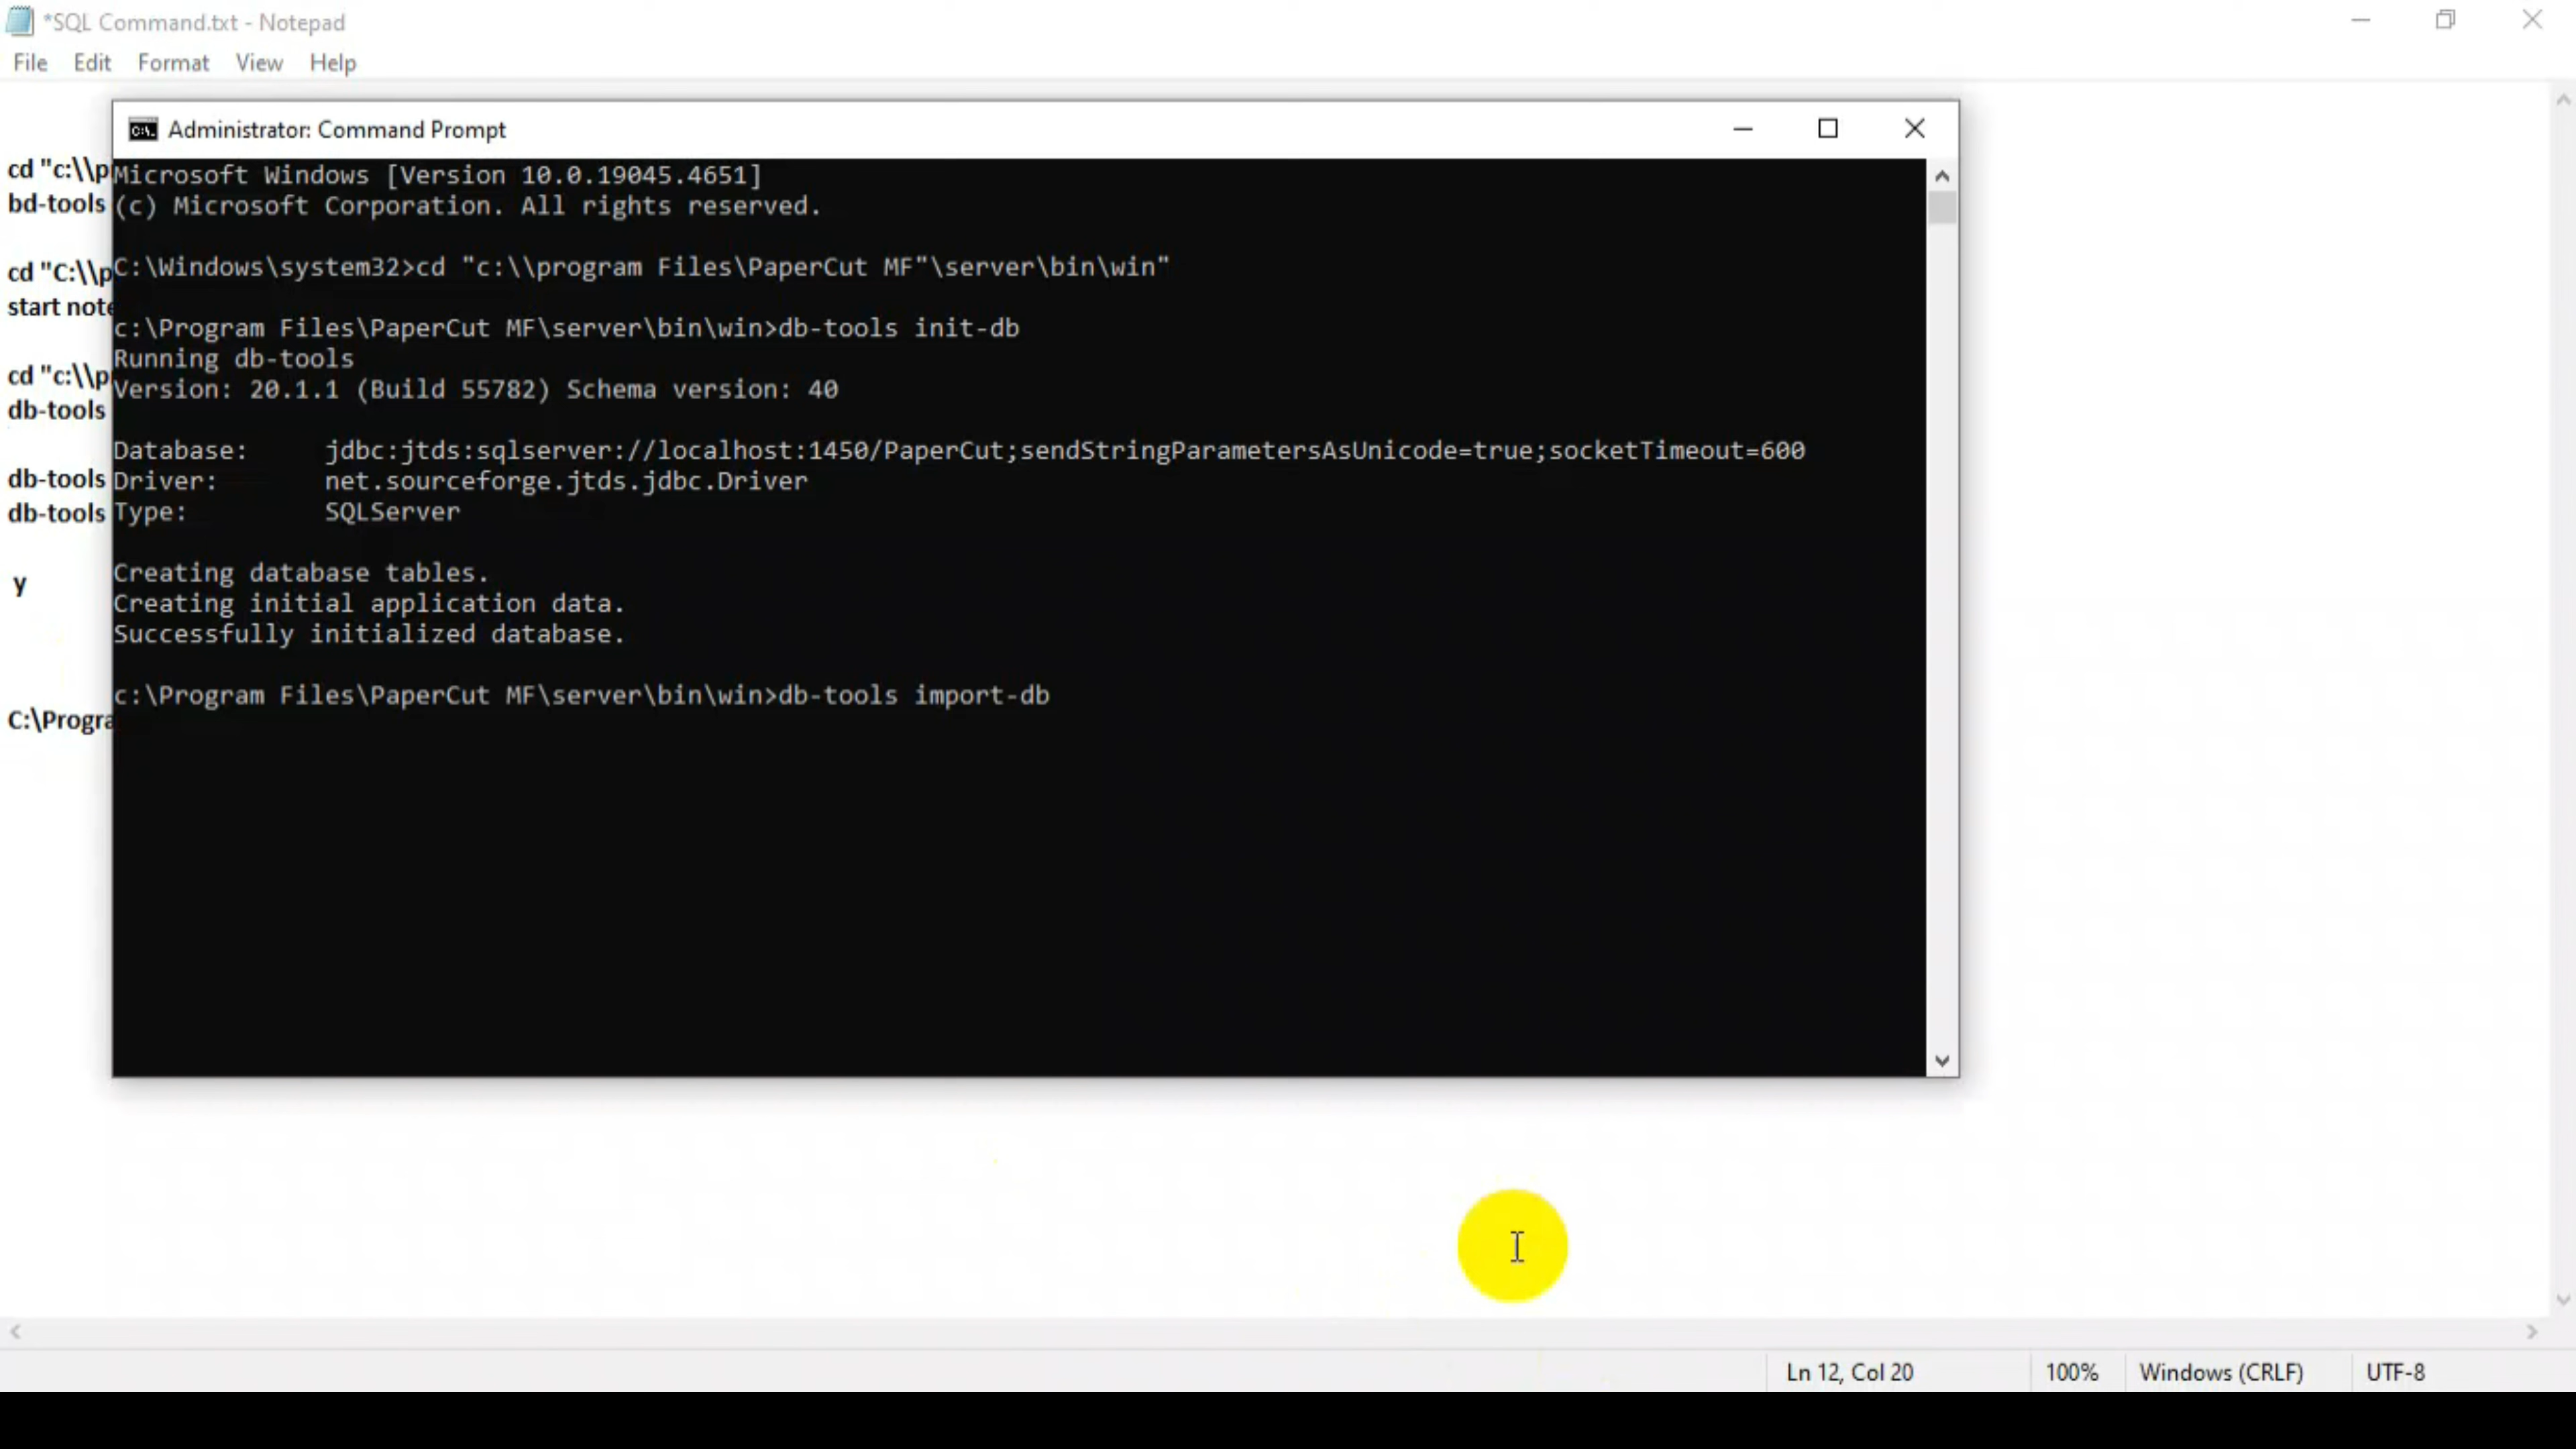 *SQL Command.txt - Notepad
File Edit Format View Help
Administrator: Command Prompt
cd "c:\\p
bd-tools
cd "C:\\p
start note
cd "c:\\p
db-tools
db-tools
db-tools
y
C:\Progra
Microsoft Windows [Version 10.0.19045.4651]
(c) Microsoft Corporation. All rights reserved.
C:\Windows\system32>cd "c:\\program Files\PaperCut MF"\server\bin\win"
c:\Program Files\PaperCut MF\server\bin\win>db-tools init-db
Running db-tools
Version: 20.1.1 (Build 55782) Schema version: 40
Database: jdbc:jtds:sqlserver://localhost:1450/PaperCut;sendStringParametersAsUnicode=true;socketTimeout=600
Driver: net.sourceforge.jtds.jdbc.Driver
Type: SQLServer
Creating database tables.
Creating initial application data.
Successfully initialized database.
c:\Program Files\PaperCut MF\server\bin\win>db-tools import-db
Ln 12, Col 20 100% Windows (CRLF) UTF-8